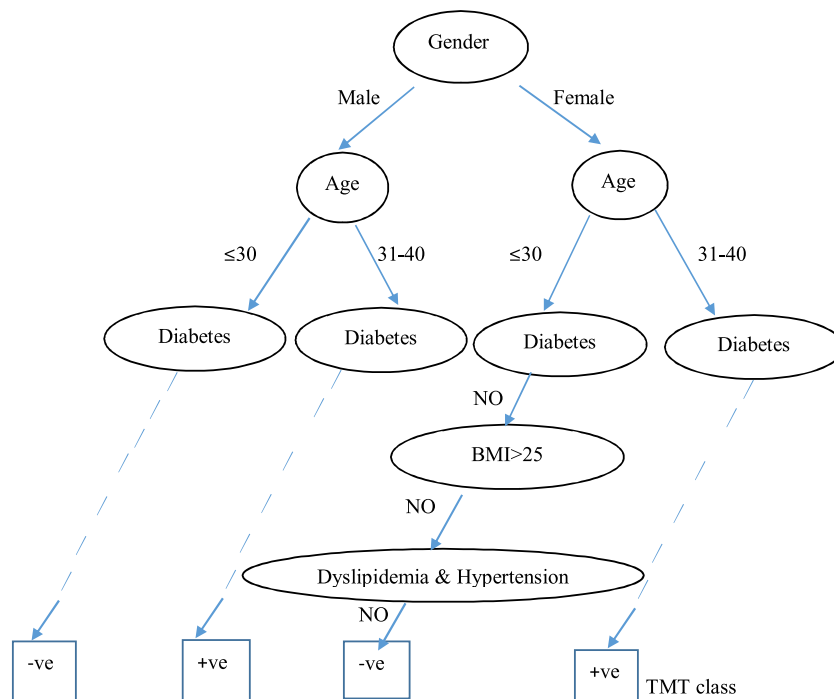 Gender
Male
Female
Age
Age
≤30
31-40
≤30
31-40
Diabetes
Diabetes
Diabetes
Diabetes
NO
BMI>25
NO
Dyslipidemia & Hypertension
NO
-ve
+ve
-ve
+ve
TMT class